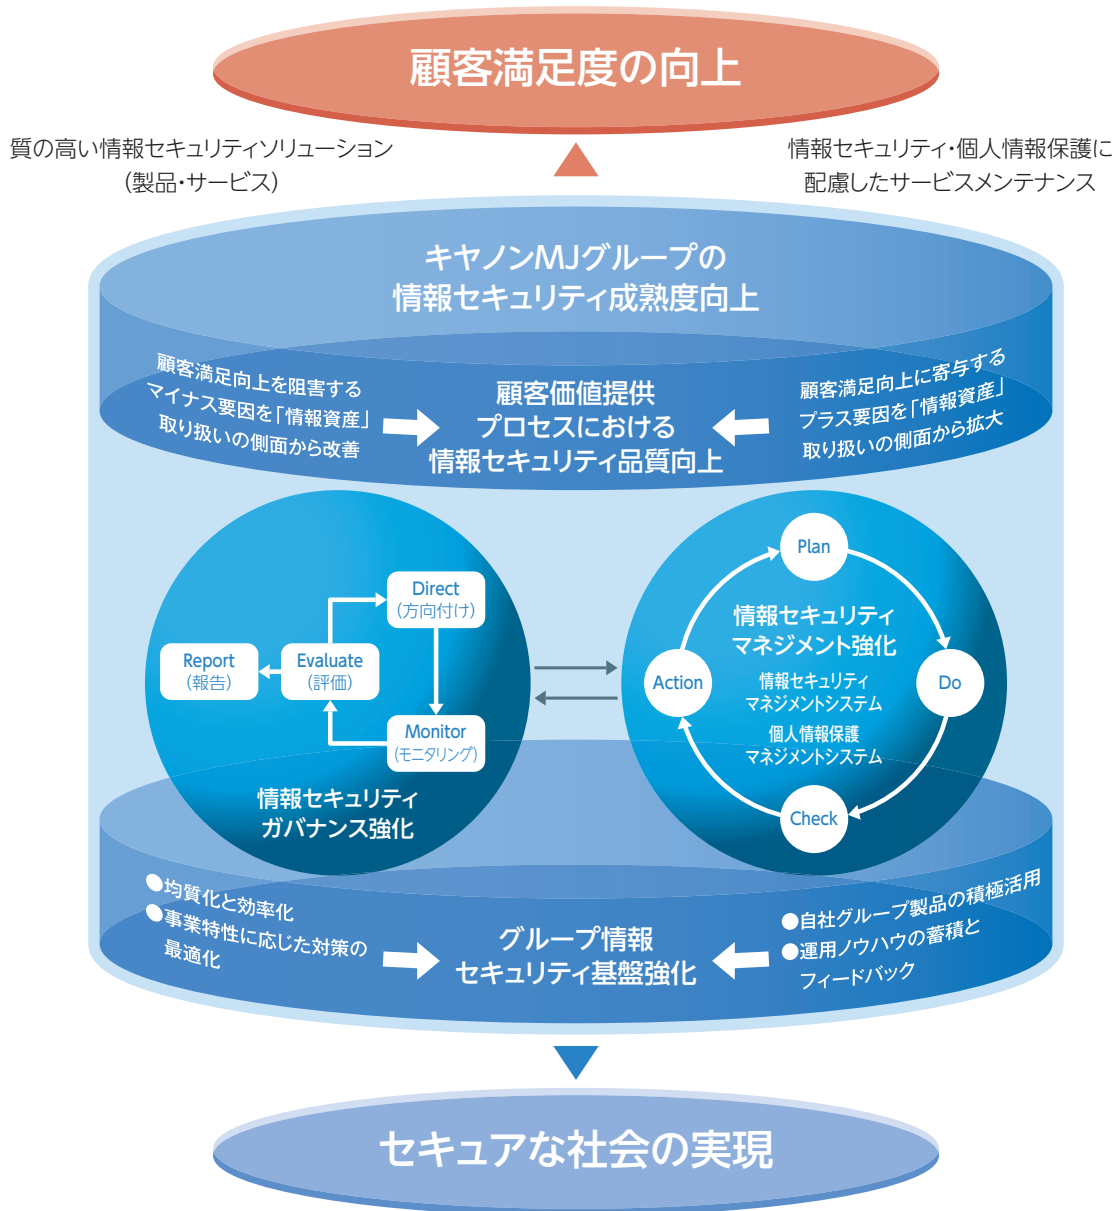 顧客満足度の向上
質の高い情報セキュリティソリューション
(製品・サービス)
情報セキュリティ・個人情報保護に
配慮したサービスメンテナンス
キヤノンMJグループの
情報セキュリティ成熟度向上
顧客満足向上を阻害する
マイナス要因を「情報資産」
取り扱いの側面から改善
顧客価値提供
プロセスにおける
情報セキュリティ品質向上
顧客満足向上に寄与する
プラス要因を「情報資産」
取り扱いの側面から拡大
Direct
(方向付け)
Report
(報告)
Evaluate
(評価)
Monitor
(モニタリング)
情報セキュリティ
ガバナンス強化
Plan
情報セキュリティ
マネジメント強化
Action
情報セキュリティ
マネジメントシステム
Do
個人情報保護
マネジメントシステム
Check
●均質化と効率化
●事業特性に応じた対策の
最適化
グループ情報
セキュリティ基盤強化
●自社グループ製品の積極活用
●運用ノウハウの蓄積と
フィードバック
セキュアな社会の実現